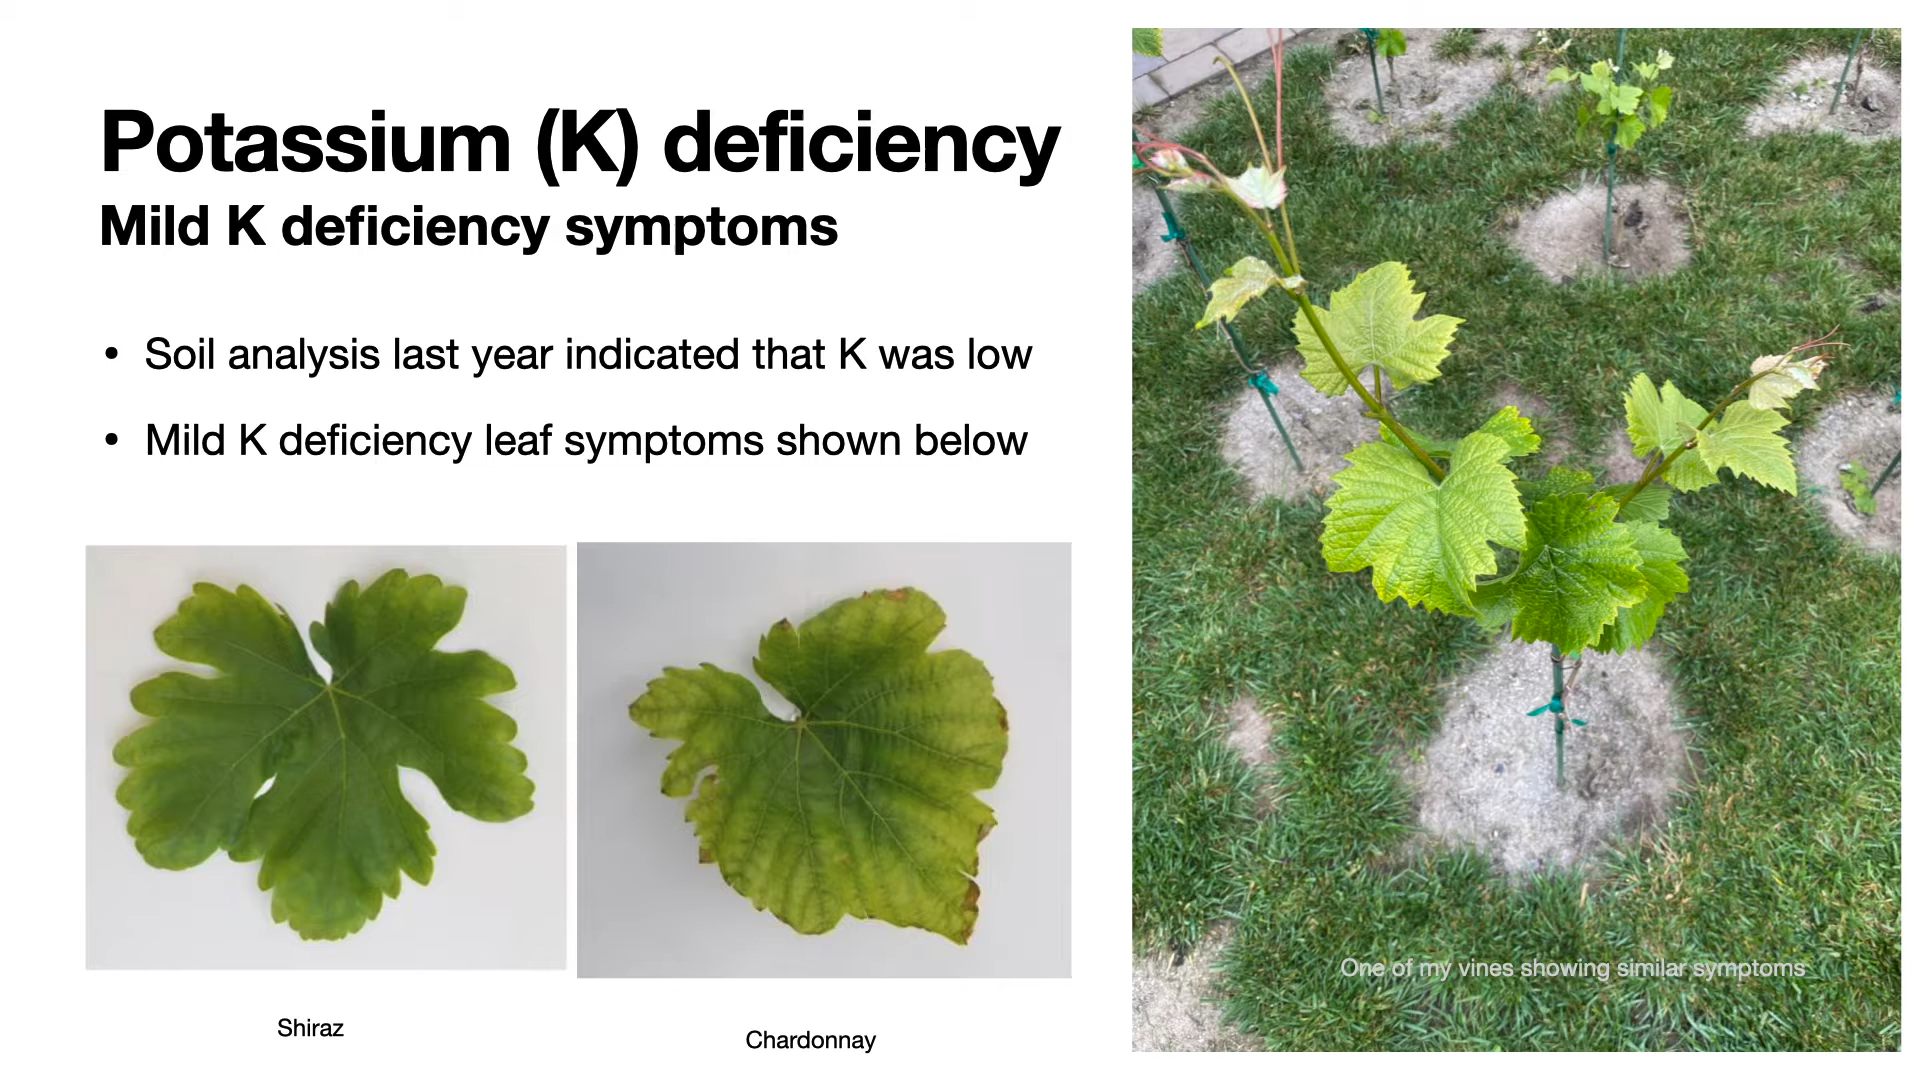 Potassium (K) deficiency
Mild K deficiency symptoms
• Soil analysis last year indicated that K was low
• Mild K deficiency leaf symptoms shown below
Shiraz
Chardonnay
One of my vines showing similar symptoms